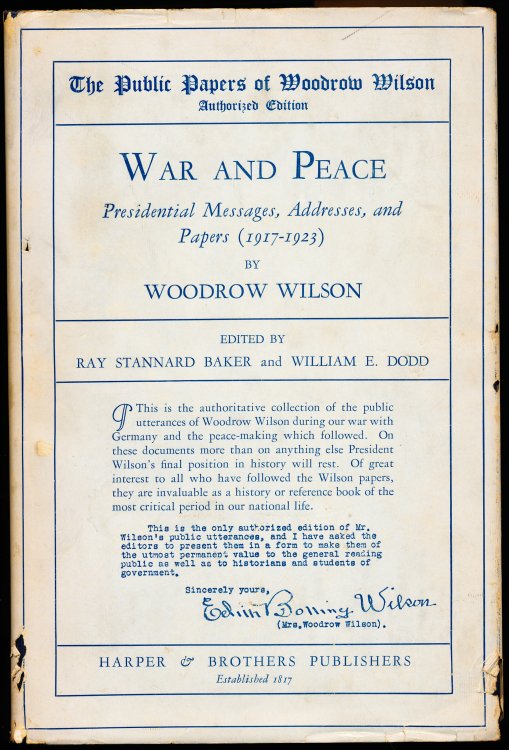 The Public Papers of Woodrow Wilson
Authorized Edition
WAR AND PEACE
Presidential Messages, Addresses, and
Papers (1917-1923)
BY
WOODROW WILSON
EDITED BY
RAY STANNARD BAKER and WILLIAM E. DODD
¶ This is the authoritative collection of the public
utterances of Woodrow Wilson during our war with
Germany and the peace-making which followed. On
these documents more than on anything else President
Wilson's final position in history will rest. Of great
interest to all who have followed the Wilson papers,
they are invaluable as a history or reference book of the
most critical period in our national life.
This is the only authorized edition of Mr.
Wilson's public utterances, and I have asked the
editors to present them in a form to make them of
the utmost permanent value to the general reading
public as well as to historians and students of
government.
Sincerely yours,
Edith Bolling Wilson
(Mrs.Woodrow Wilson).
HARPER & BROTHERS PUBLISHERS
Established 1817